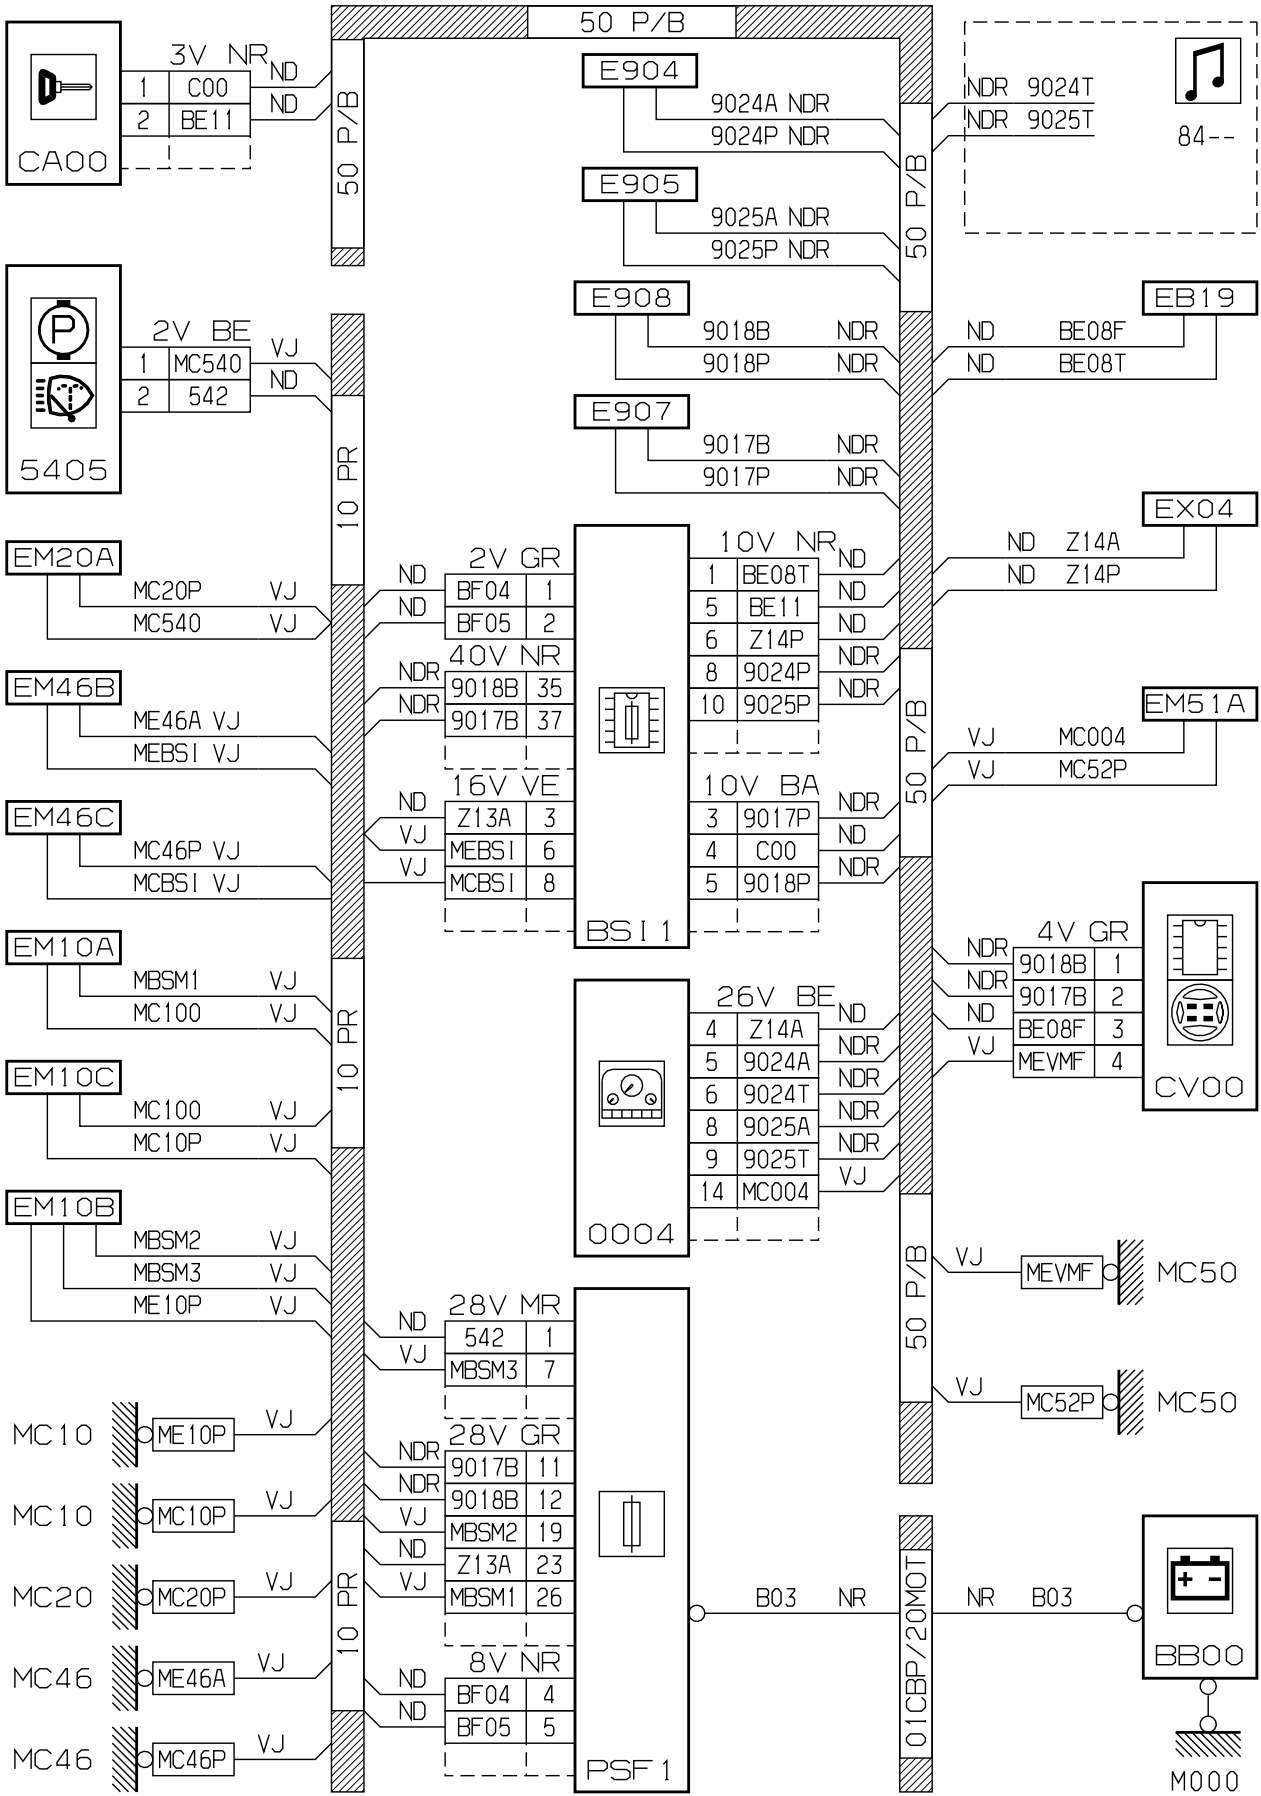 50 P/B
3V NR
1 C00 ND
2 BE11 ND
CA00
50 P/B
2V BE
1 MC540 VJ
2 542 ND
5405
10 PR
EM20A
MC20P VJ
MC540 VJ
EM46B
ME46A VJ
MEBSI VJ
EM46C
MC46P VJ
MCBSI VJ
EM10A
MBSM1 VJ
MC100 VJ
10 PR
EM10C
MC100 VJ
MC10P VJ
EM10B
MBSM2 VJ
MBSM3 VJ
ME10P VJ
MC10 ME10P VJ
MC10 MC10P VJ
MC20 MC20P VJ
10 PR
MC46 ME46A VJ
MC46 MC46P VJ
E904
9024A NDR
9024P NDR
E905
9025A NDR
9025P NDR
E908
9018B NDR
9018P NDR
E907
9017B NDR
9017P NDR
2V GR
ND BF04 1
ND BF05 2
40V NR
NDR 9018B 35
NDR 9017B 37
16V VE
ND Z13A 3
VJ MEBSI 6
VJ MCBSI 8
10V NR
1 BE08T ND
5 BE11 ND
6 Z14P ND
8 9024P NDR
10 9025P NDR
10V BA
3 9017P NDR
4 C00 ND
5 9018P NDR
BSI1
26V BE
4 Z14A ND
5 9024A NDR
6 9024T NDR
8 9025A NDR
9 9025T NDR
14 MC004 VJ
0004
28V MR
ND 542 1
VJ MBSM3 7
28V GR
NDR 9017B 11
NDR 9018B 12
VJ MBSM2 19
ND Z13A 23
VJ MBSM1 26
8V NR
ND BF04 4
ND BF05 5
PSF1
B03 NR
50 P/B
NDR 9024T
NDR 9025T
84--
EB19
ND BE08F
ND BE08T
EX04
ND Z14A
ND Z14P
50 P/B
EM51A
VJ MC004
VJ MC52P
4V GR
NDR 9018B 1
NDR 9017B 2
ND BE08F 3
VJ MEVMF 4
CV00
50 P/B
VJ MEVMF MC50
VJ MC52P MC50
01CBP/20MOT
NR B03
P
+ -
BB00
M000